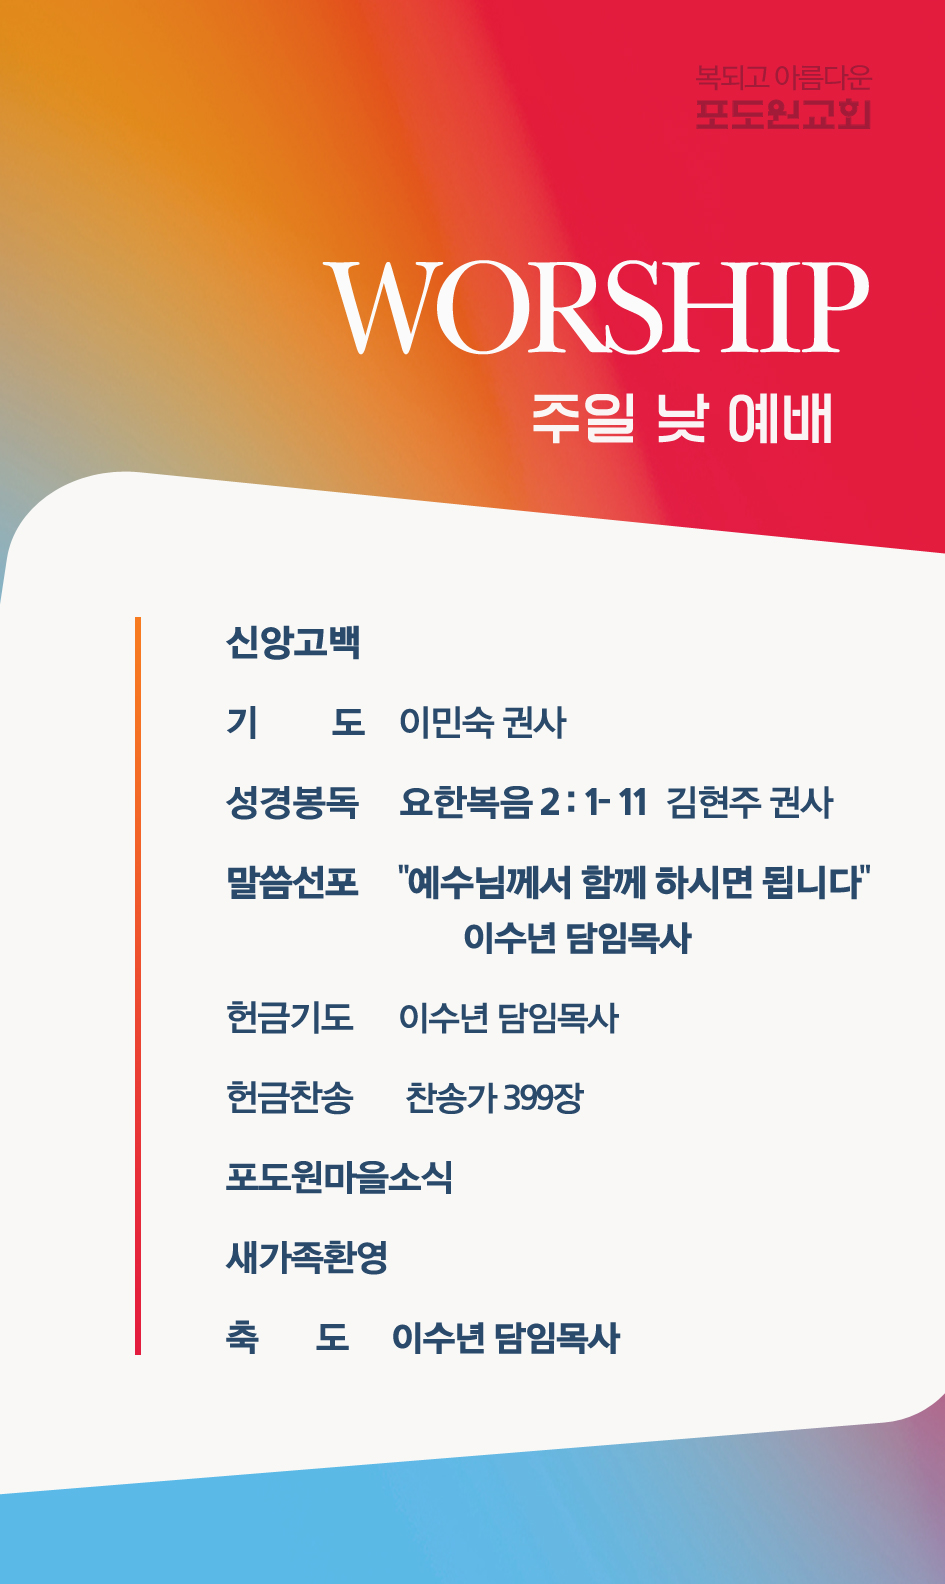 복되고 아름다운
포도원교회
WORSHIP
주일 낮 예배
신앙고백
기 도 이민숙 권사
성경봉독 요한복음 2 : 1- 11 김현주 권사
말씀선포 "예수님께서 함께 하시면 됩니다"
이수년 담임목사
헌금기도 이수년 담임목사
헌금찬송 찬송가 399장
포도원마을소식
새가족환영
축 도 이수년 담임목사